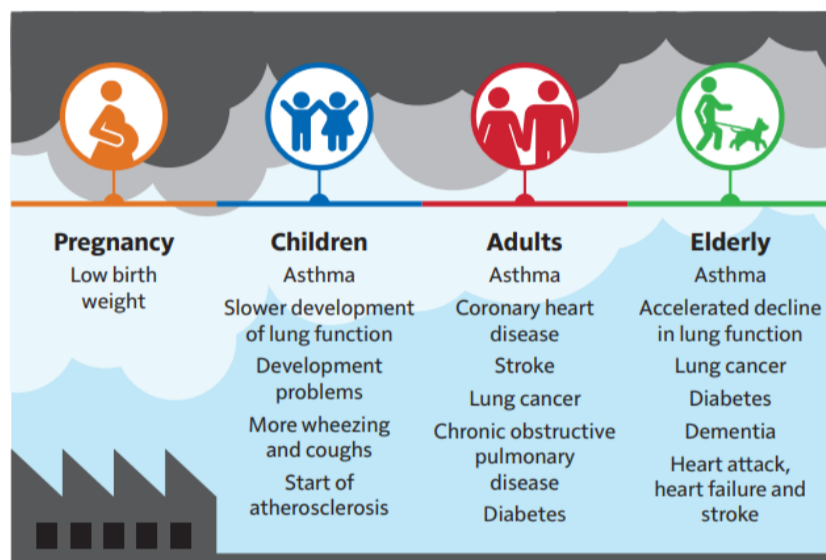 Pregnancy
Low birth
weight
Children
Asthma
Slower development
of lung function
Development
problems
More wheezing
and coughs
Start of
atherosclerosis
Adults
Asthma
Coronary heart
disease
Stroke
Lung cancer
Chronic obstructive
pulmonary
disease
Diabetes
Elderly
Asthma
Accelerated decline
in lung function
Lung cancer
Diabetes
Dementia
Heart attack,
heart failure and
stroke